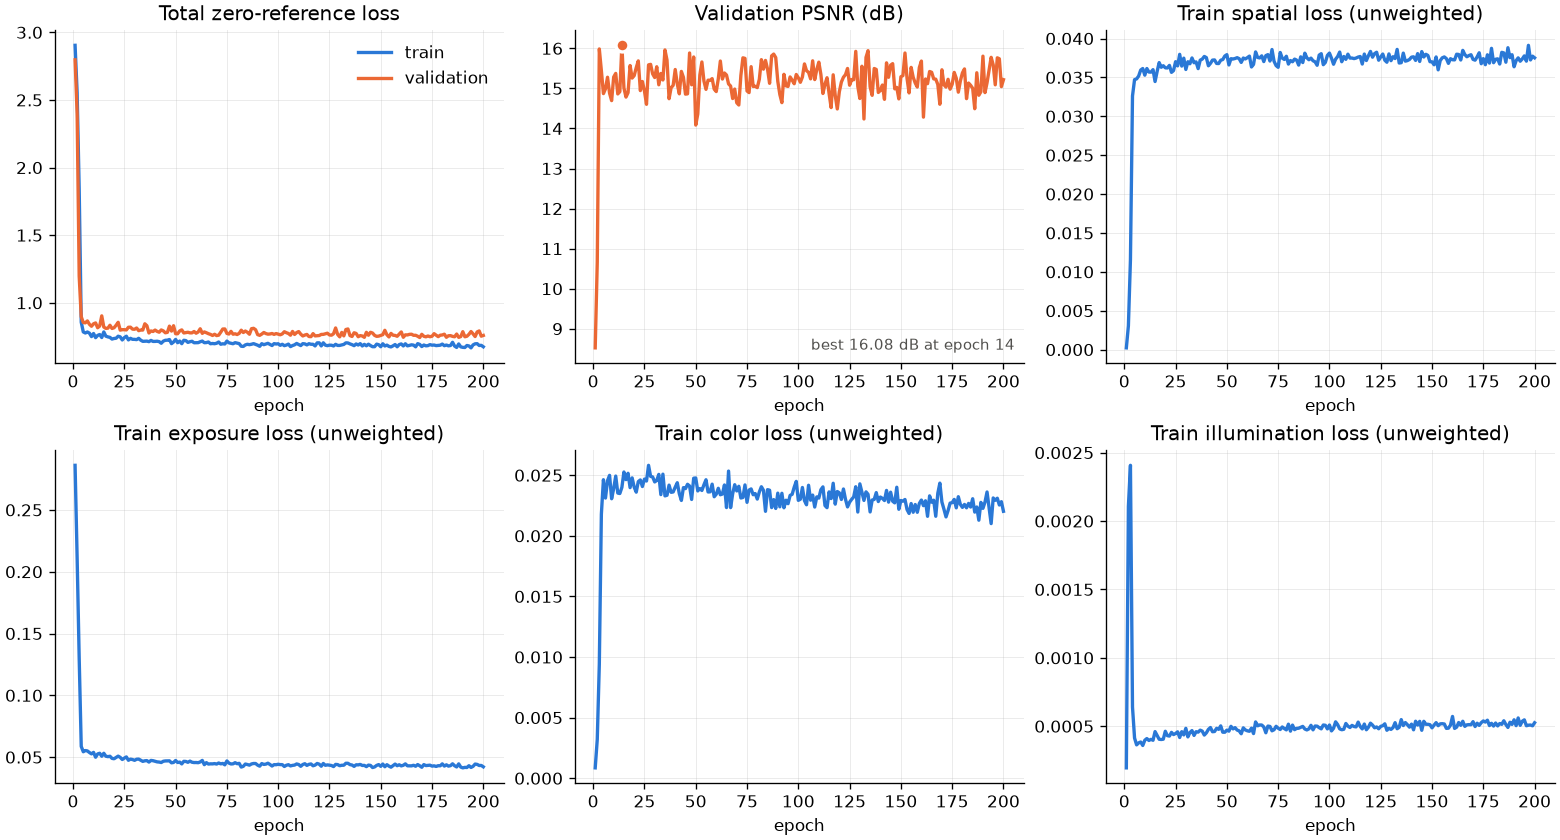 Total zero-reference loss
3.0
2.5
2.0
1.5
1.0
train
validation
0 25 50 75 100 125 150 175 200
epoch
Validation PSNR (dB)
16
15
14
13
12
11
10
9
best 16.08 dB at epoch 14
0 25 50 75 100 125 150 175 200
epoch
Train spatial loss (unweighted)
0.040
0.035
0.030
0.025
0.020
0.015
0.010
0.005
0.000
0 25 50 75 100 125 150 175 200
epoch
Train exposure loss (unweighted)
0.25
0.20
0.15
0.10
0.05
0 25 50 75 100 125 150 175 200
epoch
Train color loss (unweighted)
0.025
0.020
0.015
0.010
0.005
0.000
0 25 50 75 100 125 150 175 200
epoch
Train illumination loss (unweighted)
0.0025
0.0020
0.0015
0.0010
0.0005
0 25 50 75 100 125 150 175 200
epoch